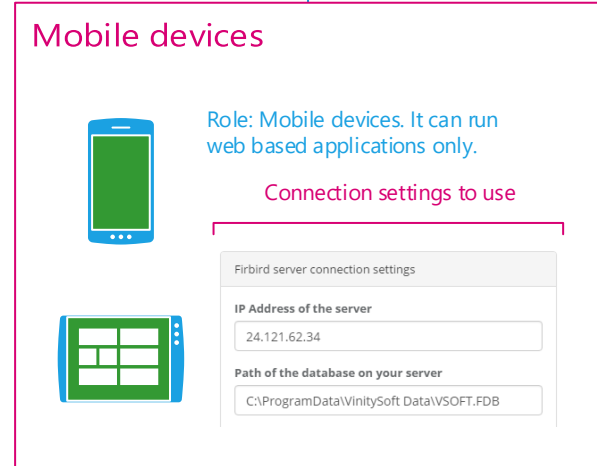 Mobile devices
Role: Mobile devices. It can run
web based applications only.
Connection settings to use
Firbird server connection settings
IP Address of the server
24.121.62.34
Path of the database on your server
C:\ProgramData\VinitySoft Data\VSOFT.FDB